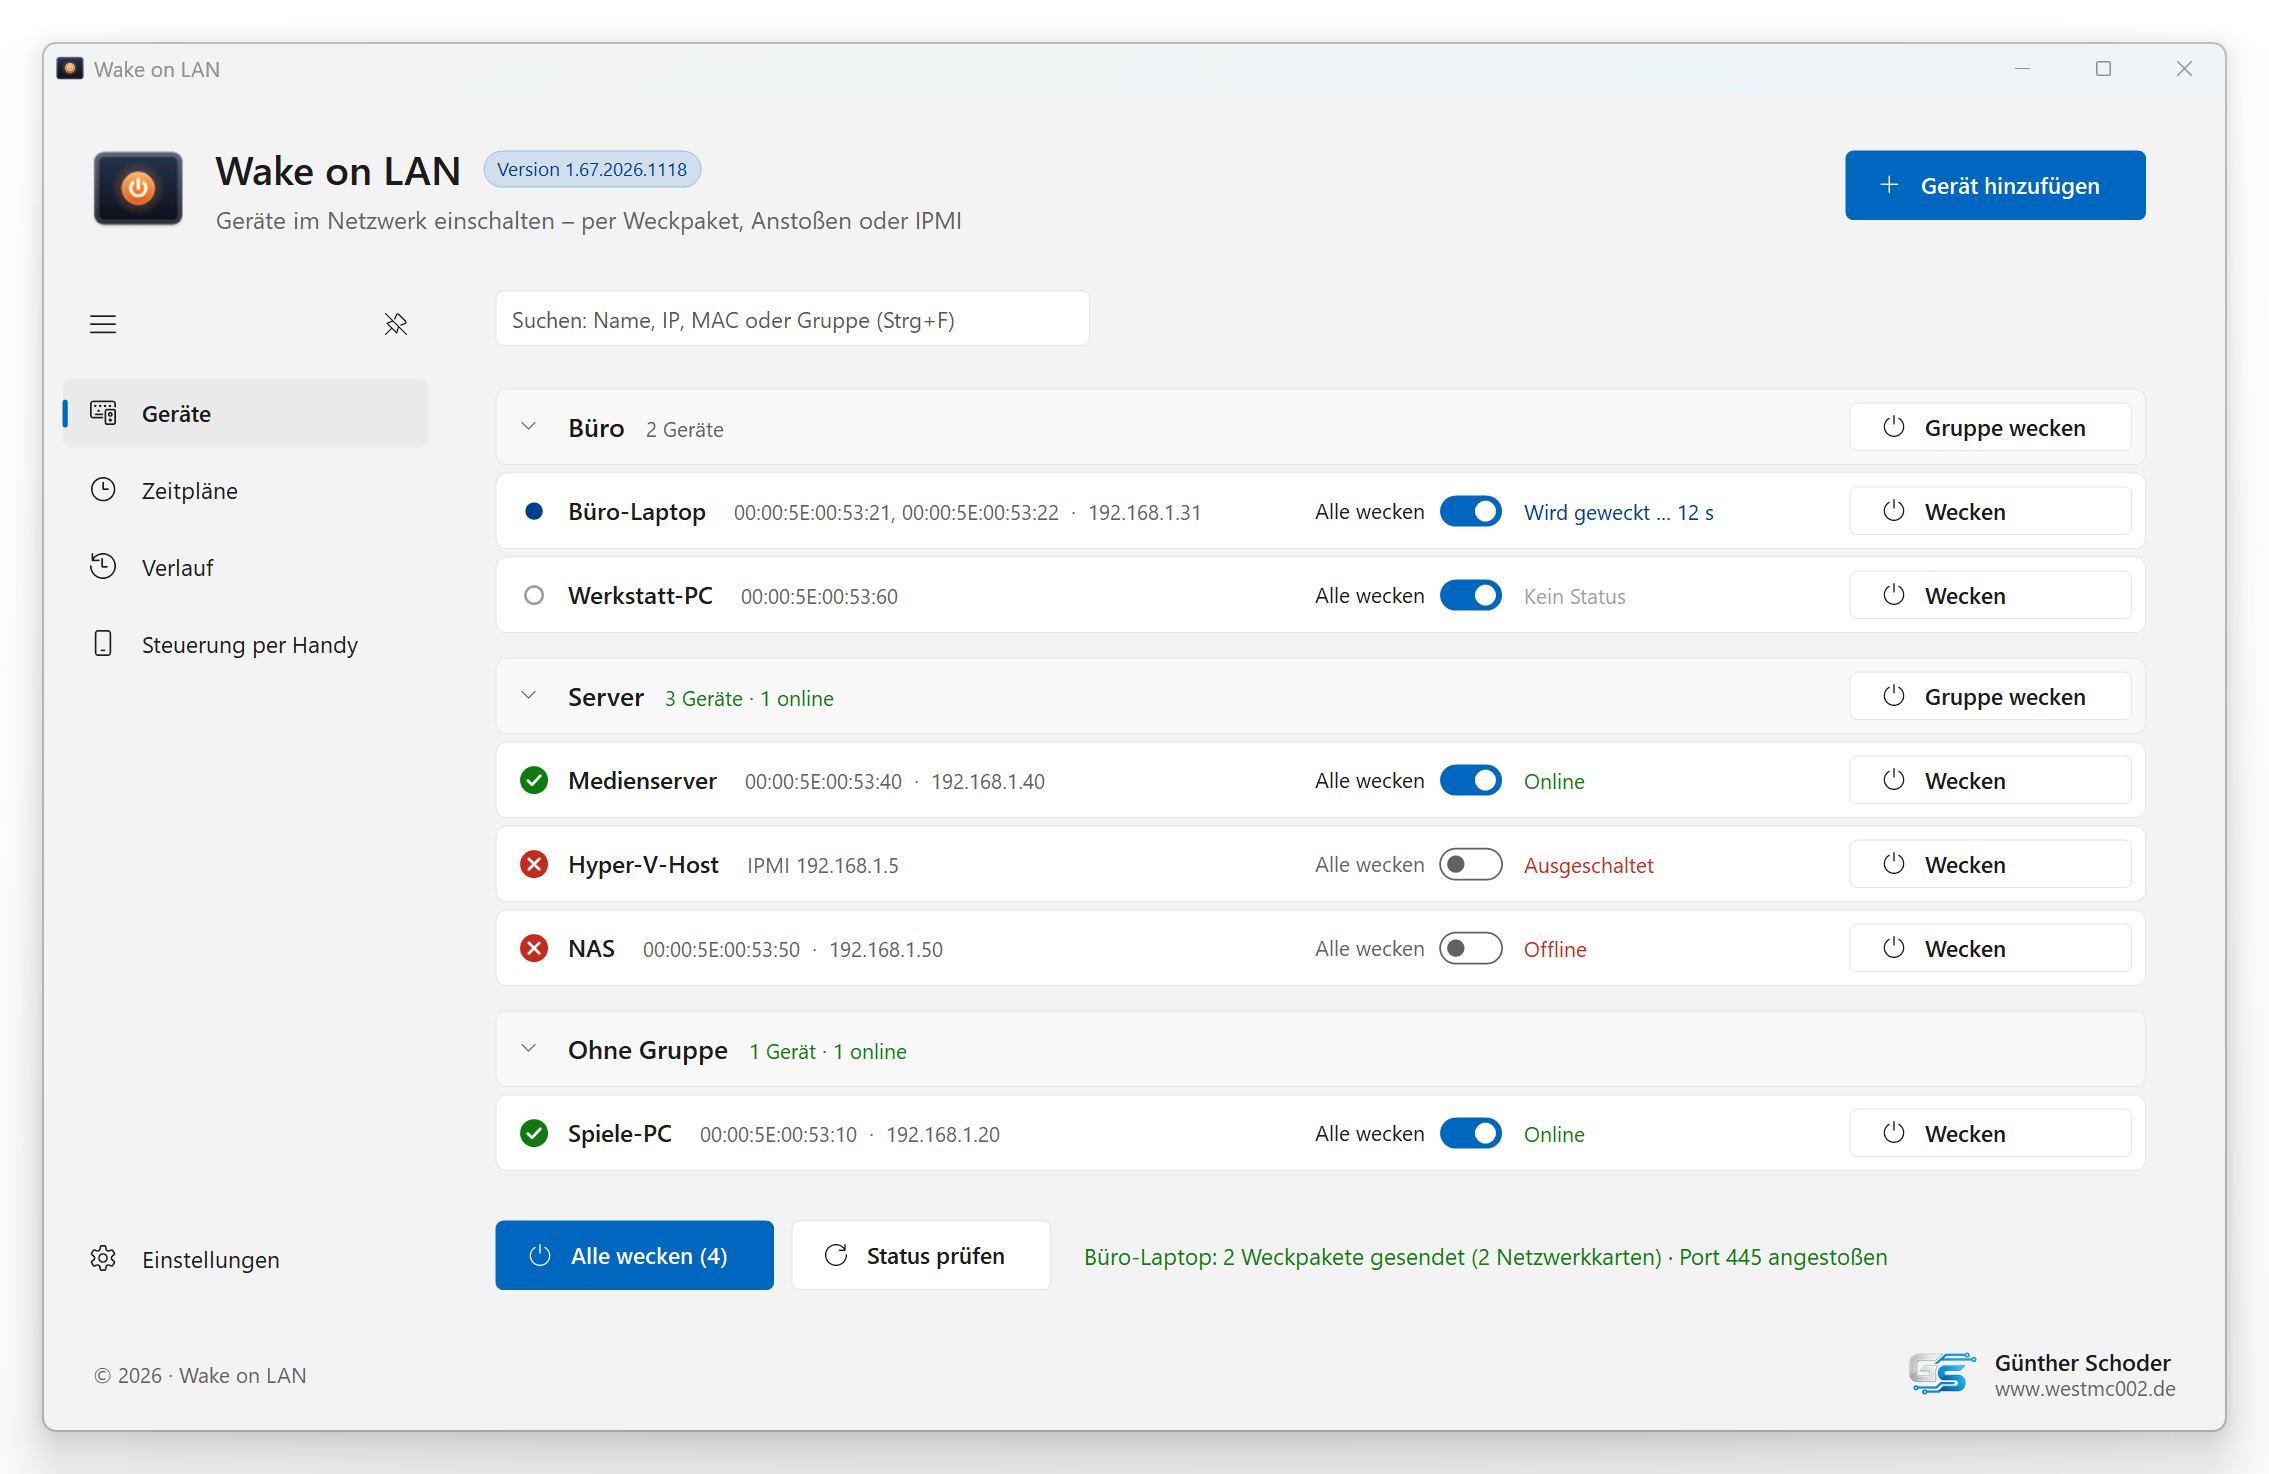 Wake on LAN
Wake on LAN Version 1.67.2026.1118
Geräte im Netzwerk einschalten – per Weckpaket, Anstoßen oder IPMI
Gerät hinzufügen
Suchen: Name, IP, MAC oder Gruppe (Strg+F)
Geräte
Zeitpläne
Verlauf
Steuerung per Handy
Einstellungen
Büro 2 Geräte Gruppe wecken
Büro-Laptop 00:00:5E:00:53:21, 00:00:5E:00:53:22 · 192.168.1.31 Alle wecken Wird geweckt ... 12 s Wecken
Werkstatt-PC 00:00:5E:00:53:60 Alle wecken Kein Status Wecken
Server 3 Geräte · 1 online Gruppe wecken
Medienserver 00:00:5E:00:53:40 · 192.168.1.40 Alle wecken Online Wecken
Hyper-V-Host IPMI 192.168.1.5 Alle wecken Ausgeschaltet Wecken
NAS 00:00:5E:00:53:50 · 192.168.1.50 Alle wecken Offline Wecken
Ohne Gruppe 1 Gerät · 1 online
Spiele-PC 00:00:5E:00:53:10 · 192.168.1.20 Alle wecken Online Wecken
Alle wecken (4) Status prüfen Büro-Laptop: 2 Weckpakete gesendet (2 Netzwerkkarten) · Port 445 angestoßen
© 2026 · Wake on LAN
GS
Günther Schoder
www.westmc002.de